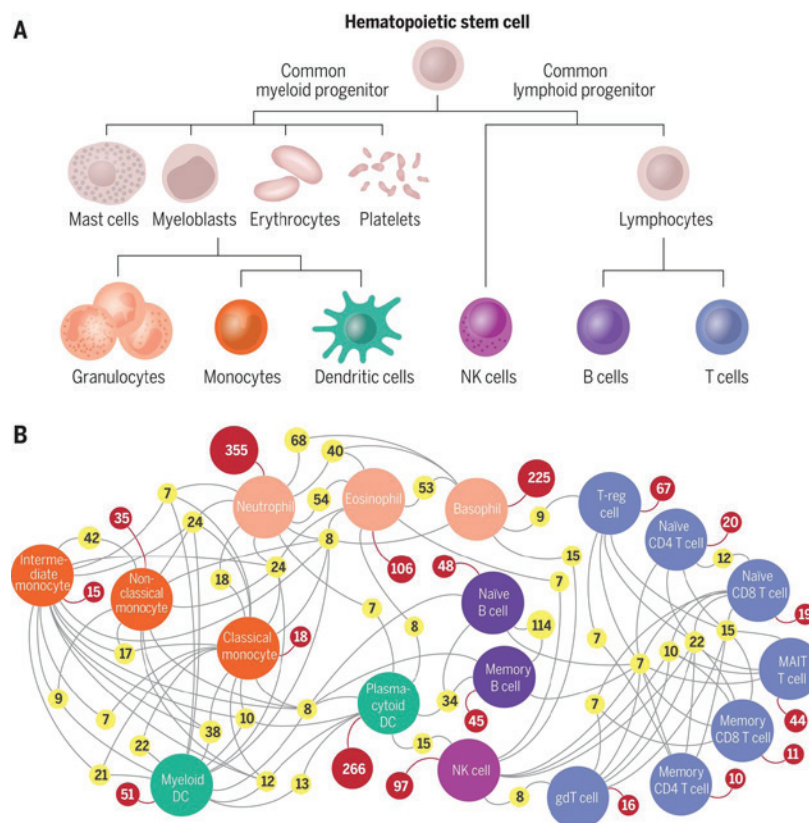 A
Hematopoietic stem cell
Common
myeloid progenitor
Common
lymphoid progenitor
Mast cells
Myeloblasts
Erythrocytes
Platelets
Lymphocytes
Granulocytes
Monocytes
Dendritic cells
NK cells
B cells
T cells
B
355
68
40
7
54
Neutrophil
Eosinophil
53
Basophil
225
9
T-reg
cell
67
35
24
42
8
Naïve
CD4 T cell
20
12
Interme-
diate monocyte
15
Non-
classical monocyte
18
24
106
48
15
7
Naïve
CD8 T cell
19
7
8
Naïve
B cell
114
17
Classical
monocyte
18
7
10
22
15
7
MAIT
T cell
44
Memory
B cell
45
9
7
22
38
10
8
Plasma-
cytoid DC
34
7
Memory
CD8 T cell
11
21
51
Myeloid
DC
12
13
266
15
97
NK cell
8
gdT cell
16
Memory
CD4 T cell
10